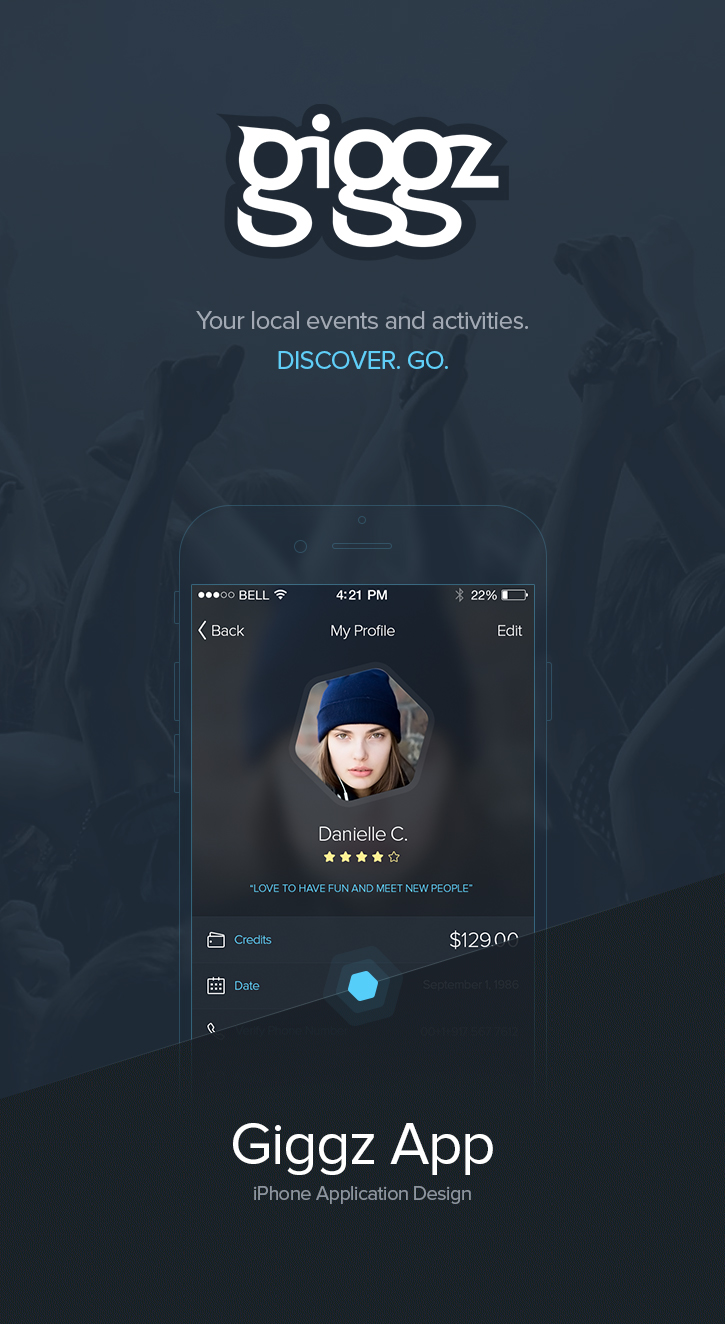 giggz
Your local events and activities.
DISCOVER. GO.
BELL 4:21 PM 22%
Back My Profile Edit
Danielle C.
“LOVE TO HAVE FUN AND MEET NEW PEOPLE”
Credits $129.00
Date September 1, 1986
Giggz App
iPhone Application Design